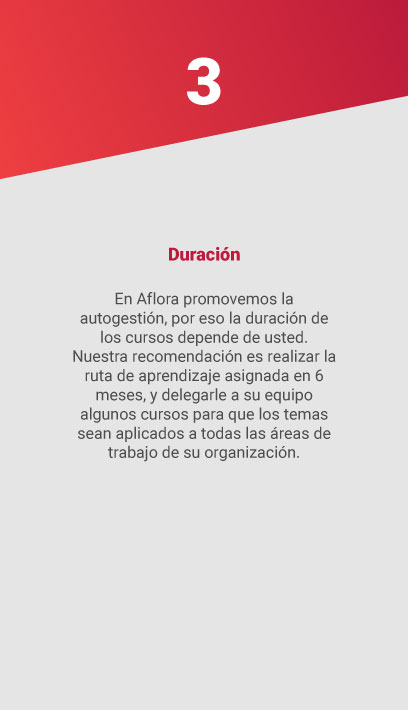 3
Duración
En Aflora promovemos la
autogestión, por eso la duración de
los cursos depende de usted.
Nuestra recomendación es realizar la
ruta de aprendizaje asignada en 6
meses, y delegarle a su equipo
algunos cursos para que los temas
sean aplicados a todas las áreas de
trabajo de su organización.